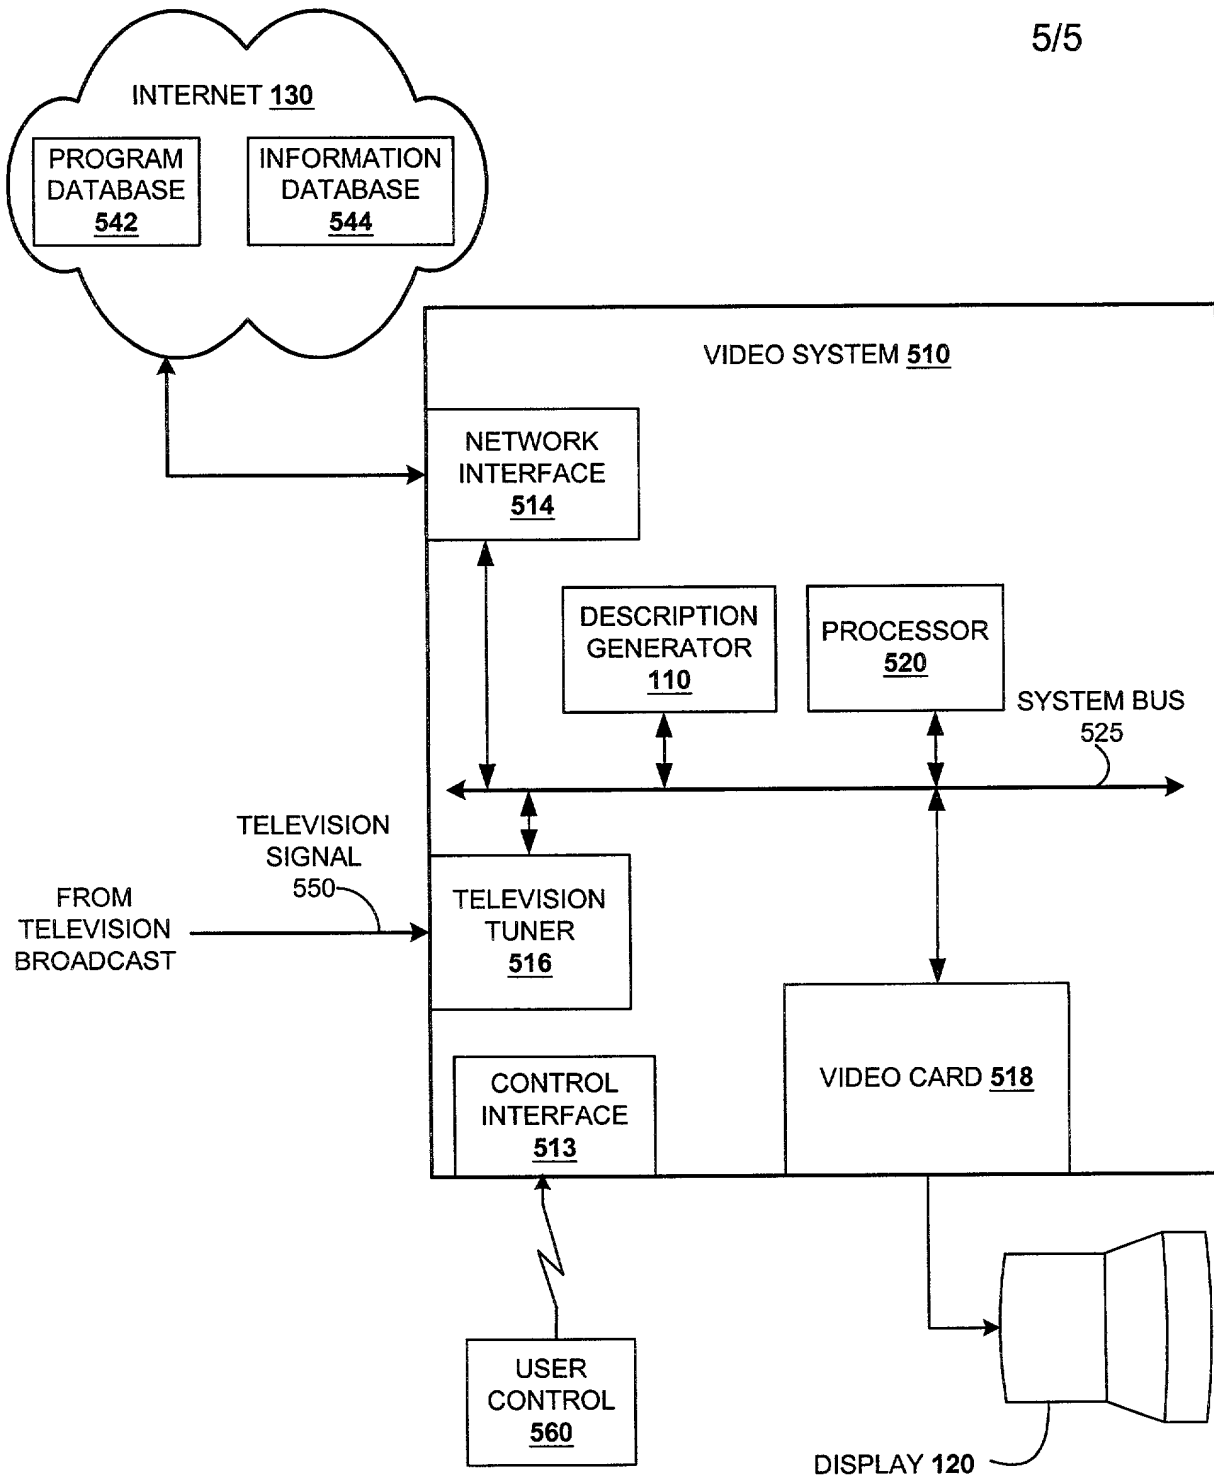 5/5
INTERNET 130
PROGRAM
DATABASE
542
INFORMATION
DATABASE
544
VIDEO SYSTEM 510
NETWORK
INTERFACE
514
DESCRIPTION
GENERATOR
110
PROCESSOR
520
SYSTEM BUS
525
TELEVISION
SIGNAL
550
FROM
TELEVISION
BROADCAST
TELEVISION
TUNER
516
CONTROL
INTERFACE
513
VIDEO CARD 518
USER
CONTROL
560
DISPLAY 120